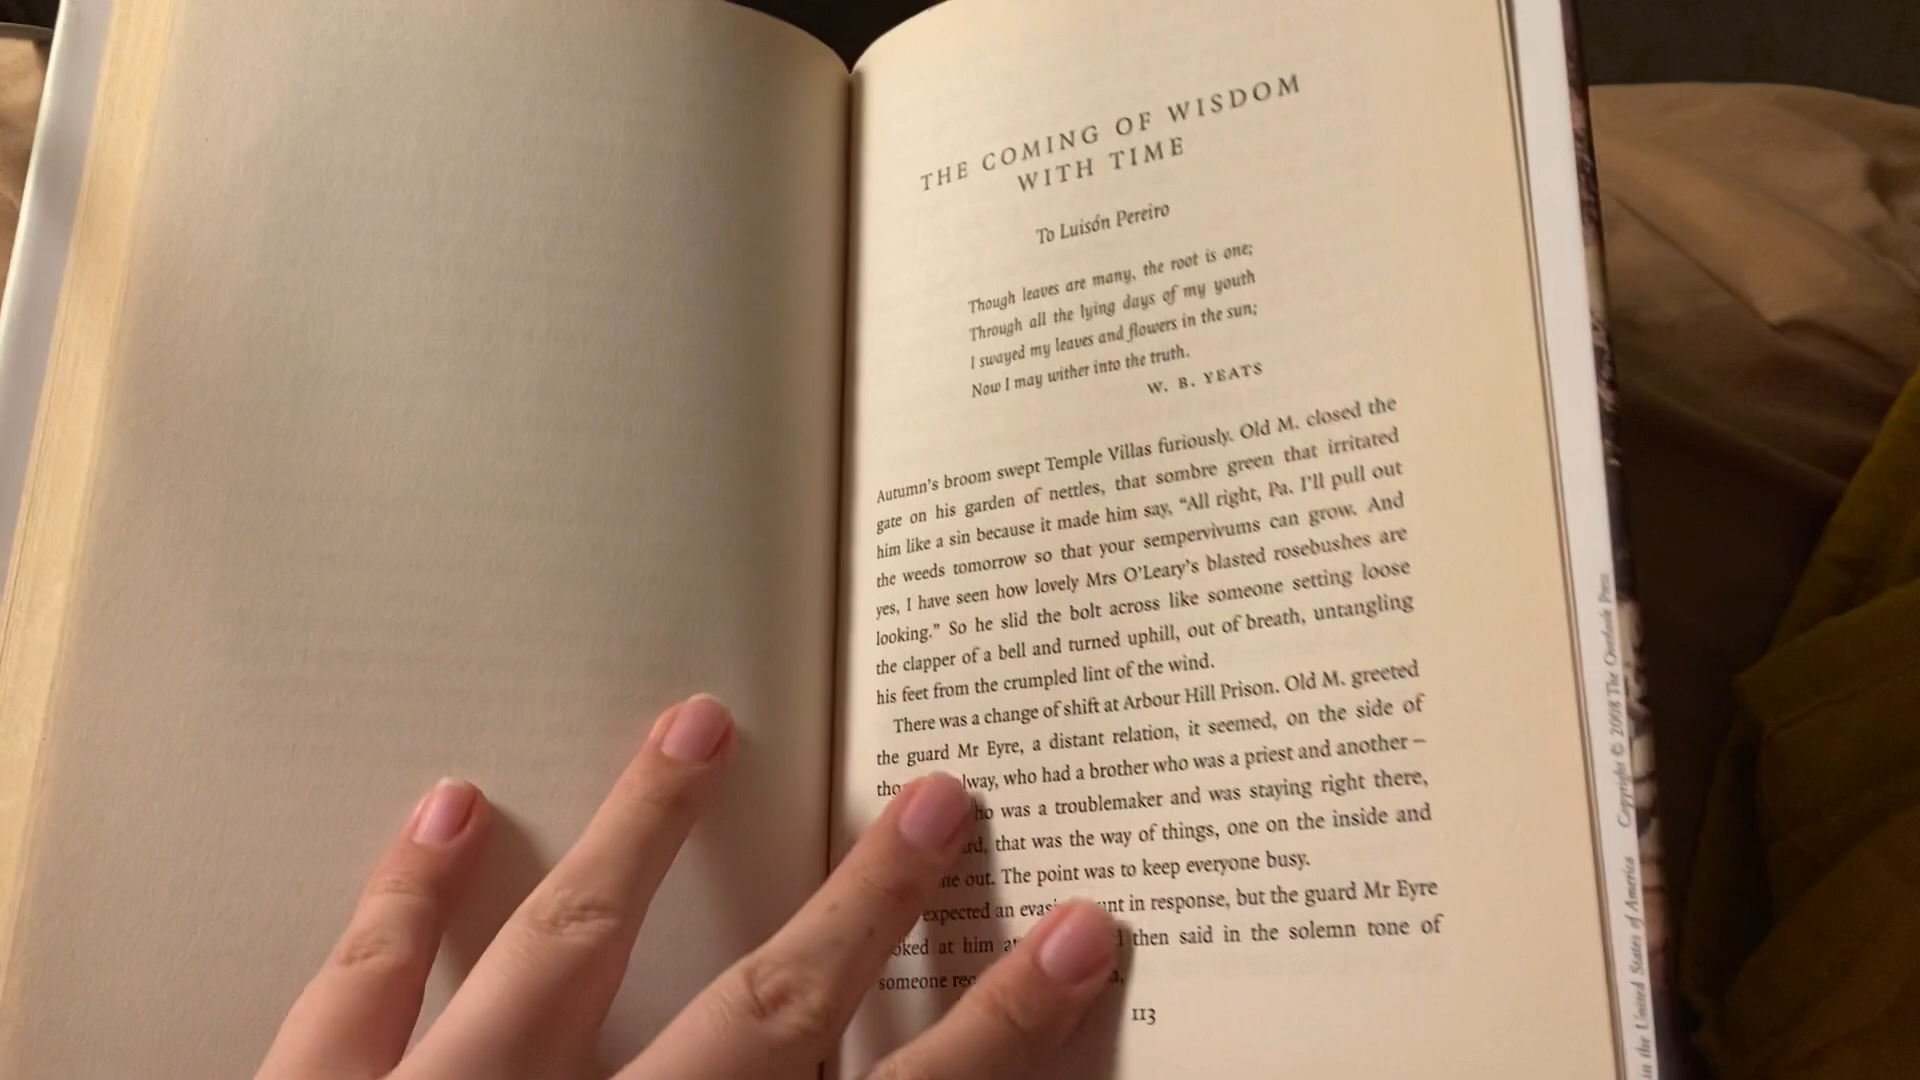 THE COMING OF WISDOM
WITH TIME
To Luisón Pereiro
Though leaves are many, the root is one;
Through all the lying days of my youth
I swayed my leaves and flowers in the sun;
Now I may wither into the truth.
W. B. YEATS
Autumn's broom swept Temple Villas furiously. Old M. closed the
gate on his garden of nettles, that sombre green that irritated
him like a sin because it made him say, “All right, Pa. I'll pull out
the weeds tomorrow so that your sempervivums can grow. And
yes, I have seen how lovely Mrs O'Leary's blasted rosebushes are
looking.” So he slid the bolt across like someone setting loose
the clapper of a bell and turned uphill, out of breath, untangling
his feet from the crumpled lint of the wind.
There was a change of shift at Arbour Hill Prison. Old M. greeted
the guard Mr Eyre, a distant relation, it seemed, on the side of
who had a brother who was a priest and another –
was a troublemaker and was staying right there,
that was the way of things, one on the inside and
out. The point was to keep everyone busy.
expected an in response, but the guard Mr Eyre
at him then said in the solemn tone of
someone
113
in the United States of America Copyright © 2008 The Overlook Press